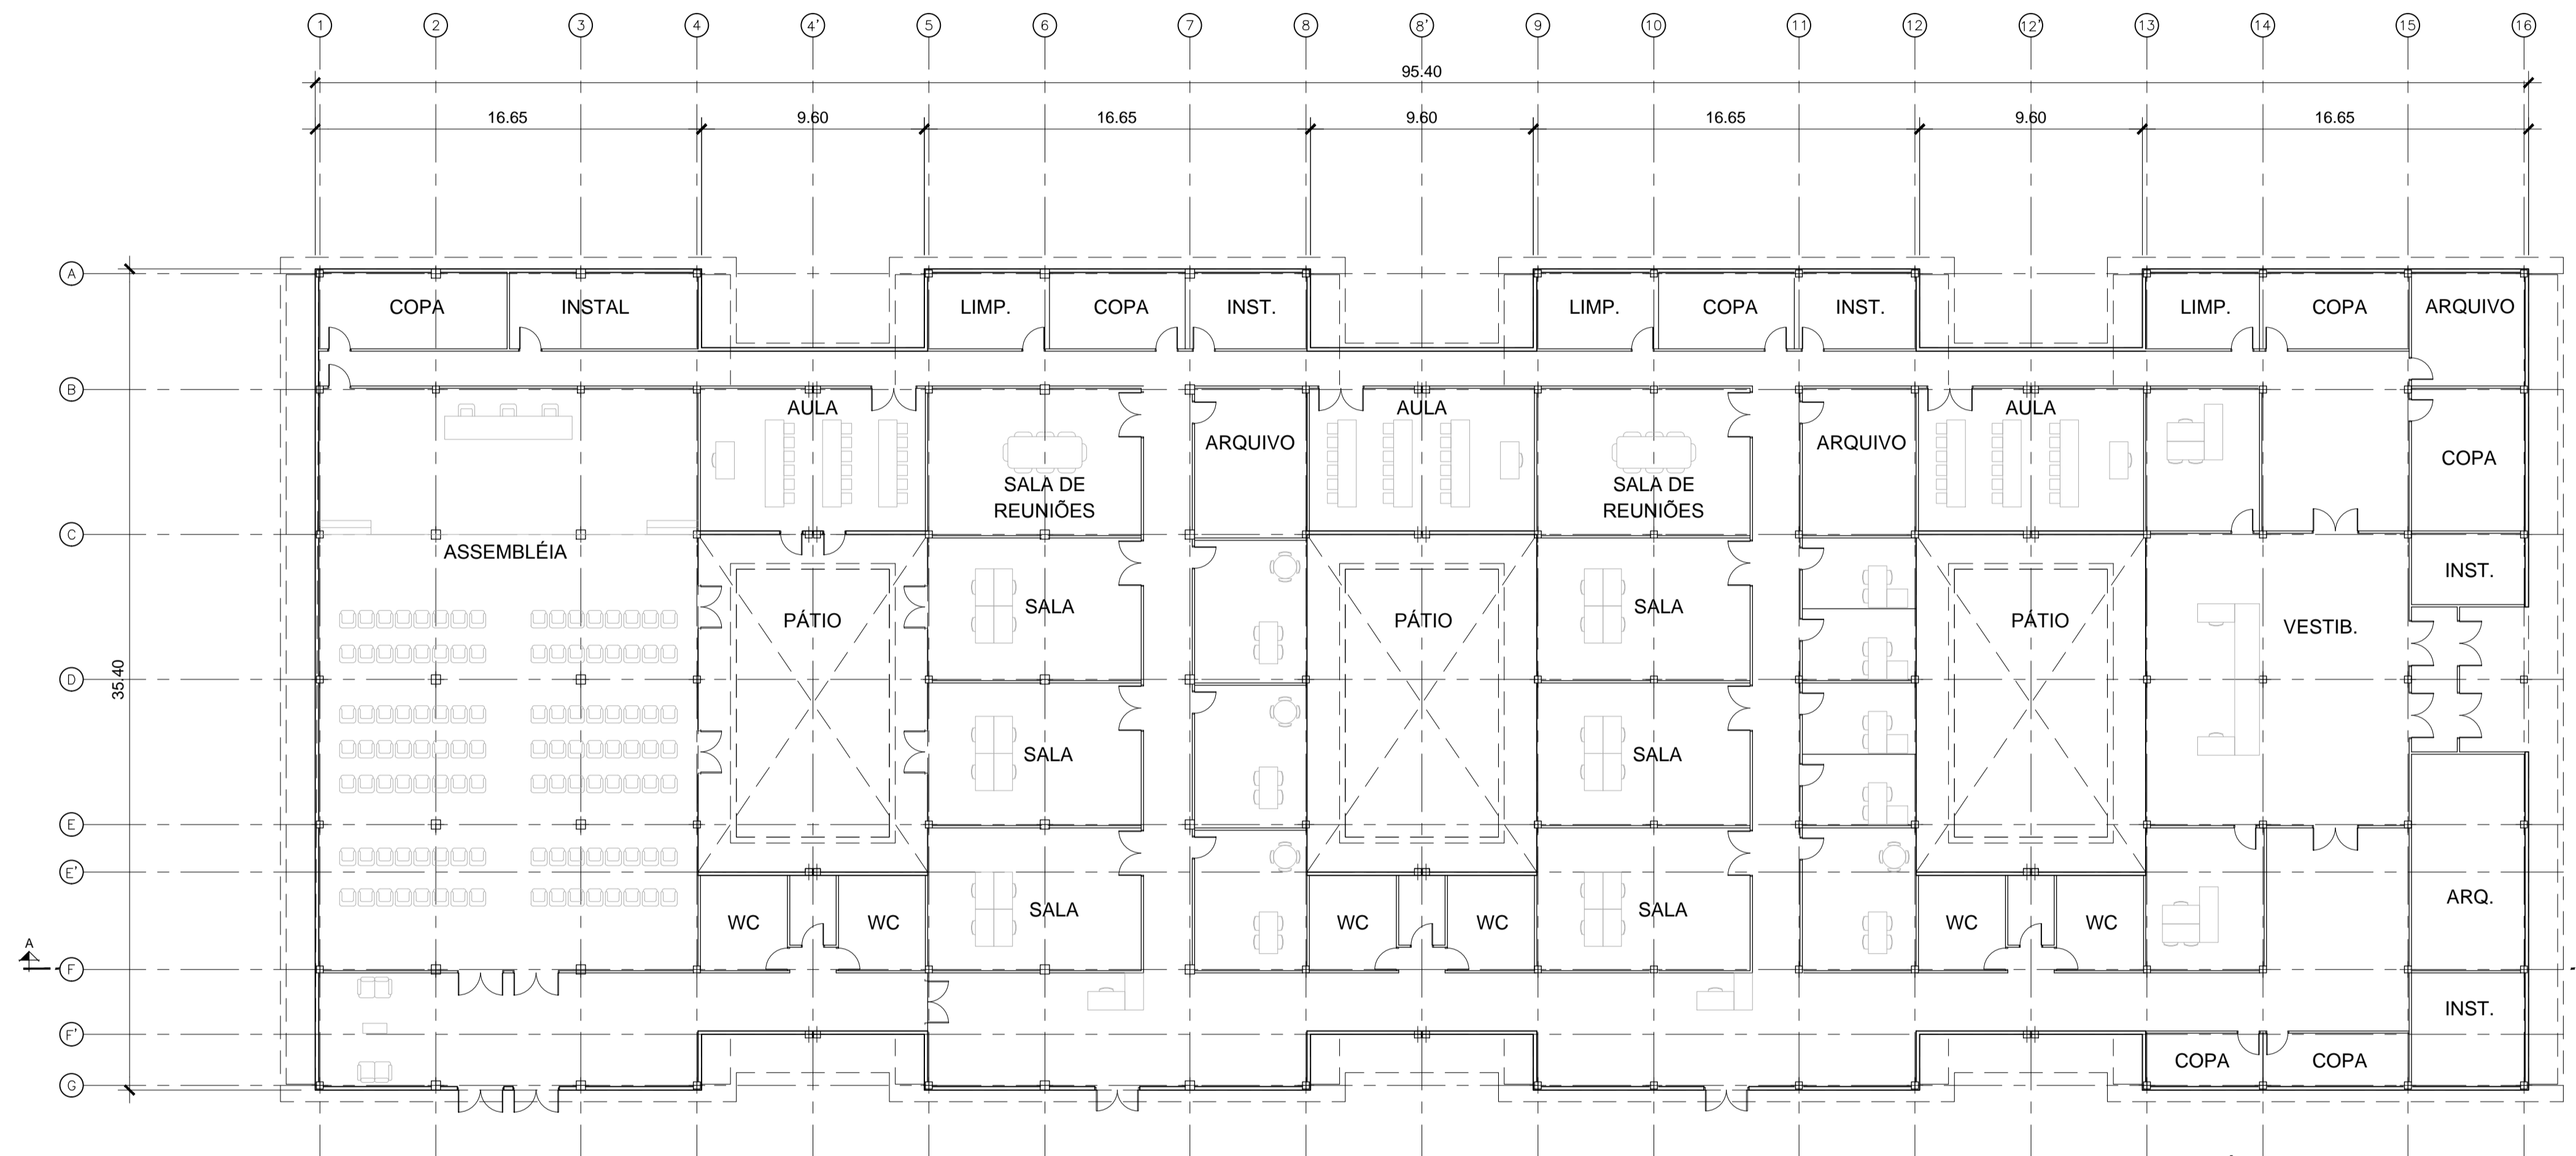 1 2 3 4 4' 5 6 7 8 8' 9 10 11 12 12' 13 14 15 16
95.40
16.65 9.60 16.65 9.60 16.65 9.60 16.65
A
COPA INSTAL LIMP. COPA INST. LIMP. COPA INST. LIMP. COPA ARQUIVO
B
AULA AULA AULA
ARQUIVO ARQUIVO
COPA
SALA DE SALA DE
REUNIÕES REUNIÕES
C
ASSEMBLÉIA
INST.
SALA SALA
PÁTIO PÁTIO PÁTIO
VESTIB.
D
35.40
SALA SALA
E
E'
ARQ.
SALA SALA
WC WC WC WC WC WC
A
F
INST.
F'
COPA COPA
G